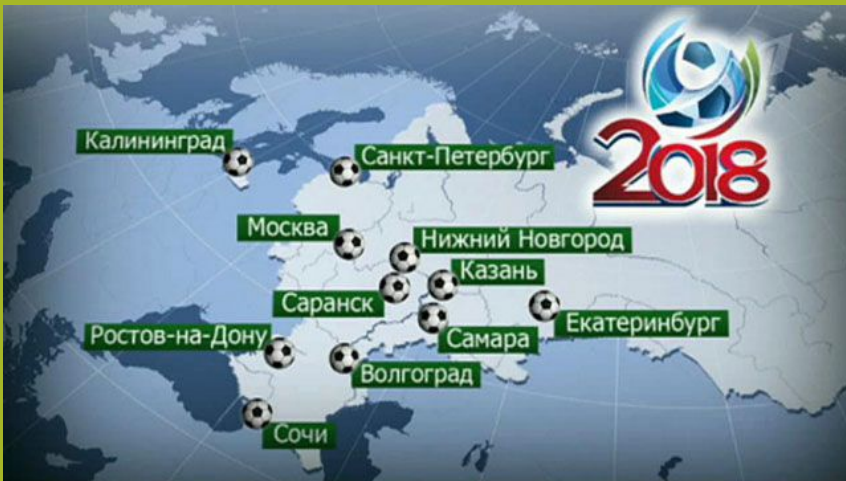 2018
Калининград
Санкт-Петербург
Москва
Нижний Новгород
Казань
Саранск
Екатеринбург
Ростов-на-Дону
Самара
Волгоград
Сочи